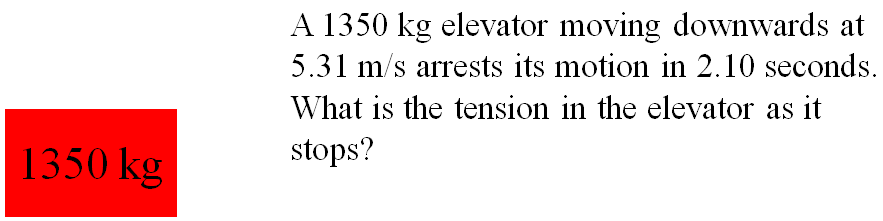 A 1350 kg elevator moving downwards at
5.31 m/s arrests its motion in 2.10 seconds.
What is the tension in the elevator as it
stops?
1350 kg